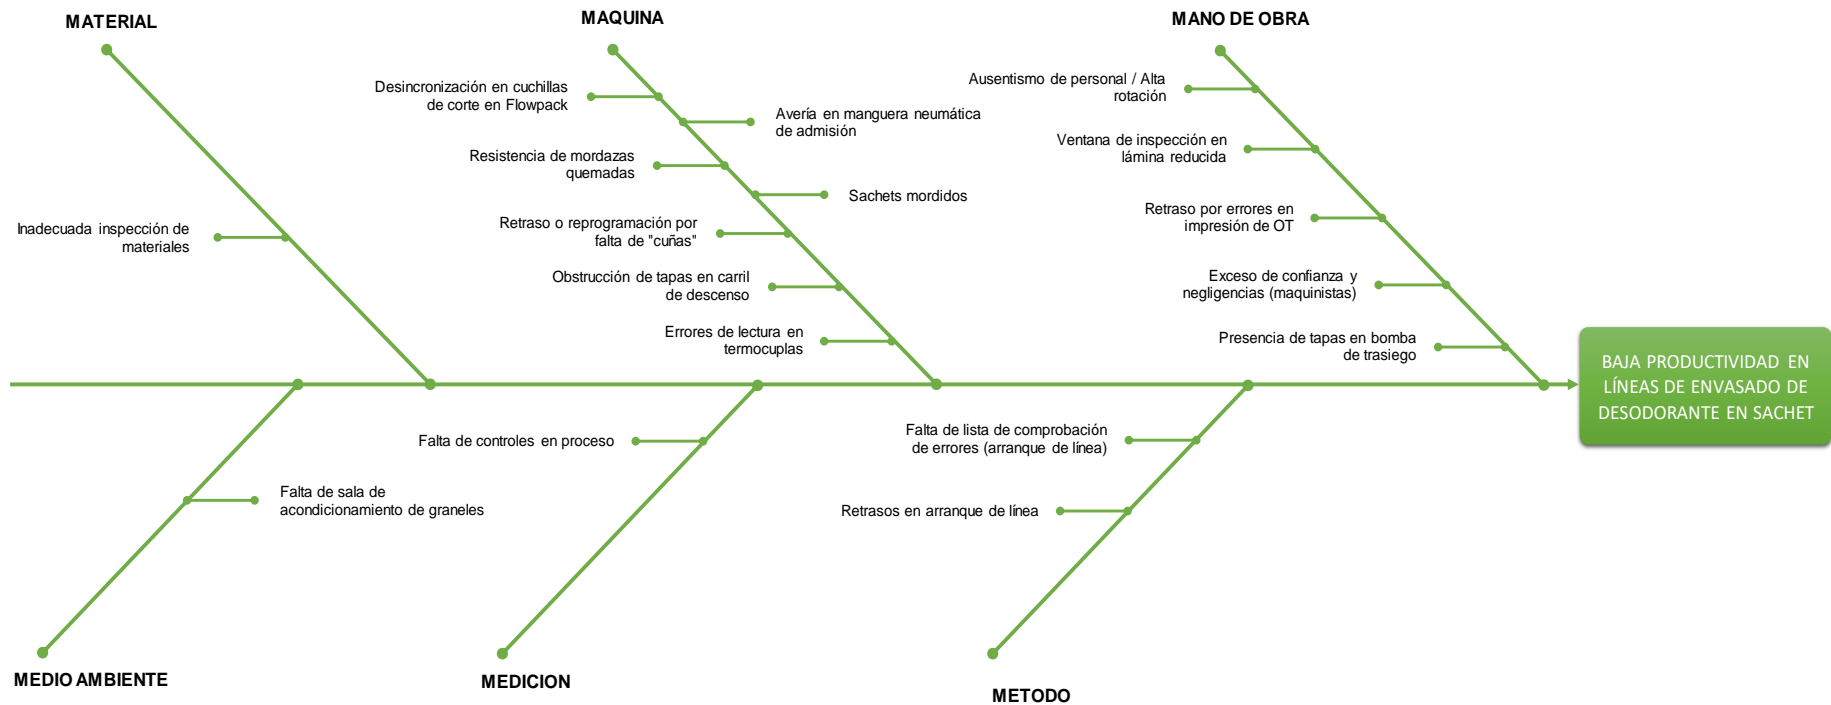 MATERIAL
Inadecuada inspección de
materiales
MAQUINA
Desincronización en cuchillas
de corte en Flowpack
Avería en manguera neumática
de admisión
Resistencia de mordazas
quemadas
Sachets mordidos
Retraso o reprogramación por
falta de "cuñas"
Obstrucción de tapas en carril
de descenso
Errores de lectura en
termocuplas
MANO DE OBRA
Ausentismo de personal / Alta
rotación
Ventana de inspección en
lámina reducida
Retraso por errores en
impresión de OT
Exceso de confianza y
negligencias (maquinistas)
Presencia de tapas en bomba
de trasiego
BAJA PRODUCTIVIDAD EN
LÍNEAS DE ENVASADO DE
DESODORANTE EN SACHET
Falta de sala de
acondicionamiento de graneles
MEDIO AMBIENTE
Falta de controles en proceso
MEDICION
Falta de lista de comprobación
de errores (arranque de línea)
Retrasos en arranque de línea
METODO